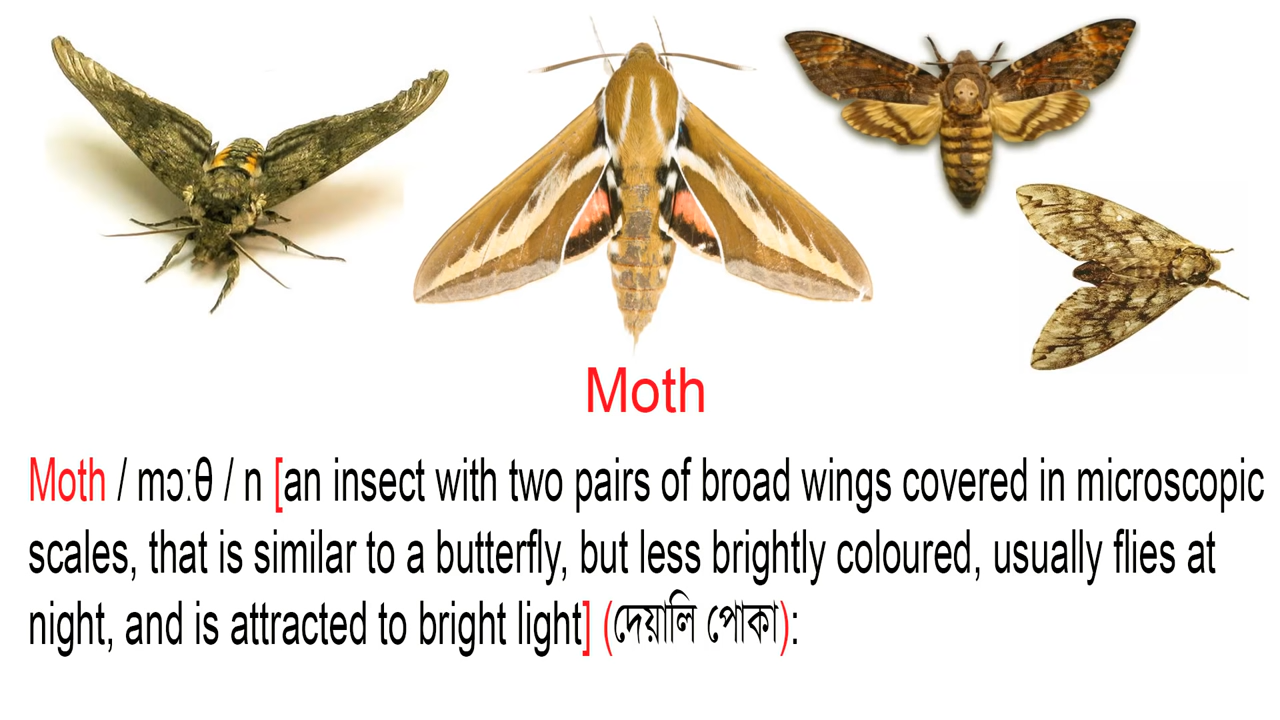 Moth
Moth / mɔːθ / n [an insect with two pairs of broad wings covered in microscopic
scales, that is similar to a butterfly, but less brightly coloured, usually flies at
night, and is attracted to bright light] (দেয়ালি পোকা):